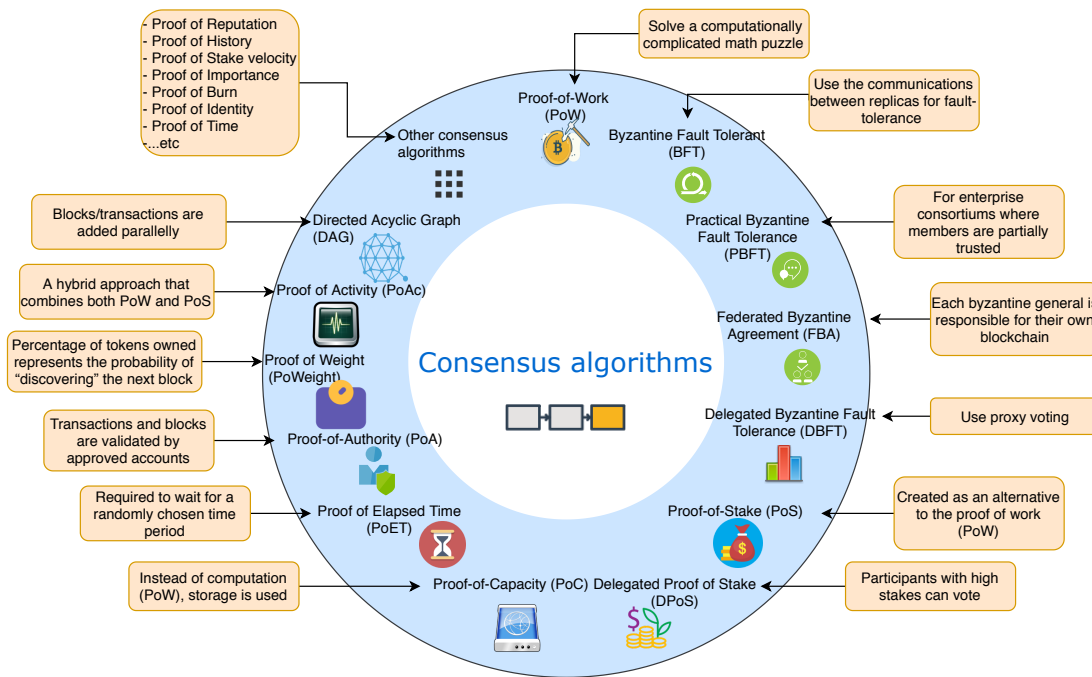 - Proof of Reputation
- Proof of History
- Proof of Stake velocity
- Proof of Importance
- Proof of Burn
- Proof of Identity
- Proof of Time
-...etc
Solve a computationally
complicated math puzzle
Use the communications
between replicas for fault-
tolerance
For enterprise
consortiums where
members are partially
trusted
Each byzantine general is
responsible for their own
blockchain
Use proxy voting
Created as an alternative
to the proof of work
(PoW)
Participants with high
stakes can vote
Instead of computation
(PoW), storage is used
Required to wait for a
randomly chosen time
period
Transactions and blocks
are validated by
approved accounts
Percentage of tokens owned
represents the probability of
“discovering” the next block
A hybrid approach that
combines both PoW and PoS
Blocks/transactions are
added parallelly
Proof-of-Work
(PoW)
Byzantine Fault Tolerant
(BFT)
Practical Byzantine
Fault Tolerance
(PBFT)
Federated Byzantine
Agreement (FBA)
Delegated Byzantine Fault
Tolerance (DBFT)
Proof-of-Stake (PoS)
Delegated Proof of Stake
(DPoS)
Proof-of-Capacity (PoC)
Proof of Elapsed Time
(PoET)
Proof-of-Authority (PoA)
Proof of Weight
(PoWeight)
Proof of Activity (PoAc)
Directed Acyclic Graph
(DAG)
Other consensus
algorithms
Consensus algorithms